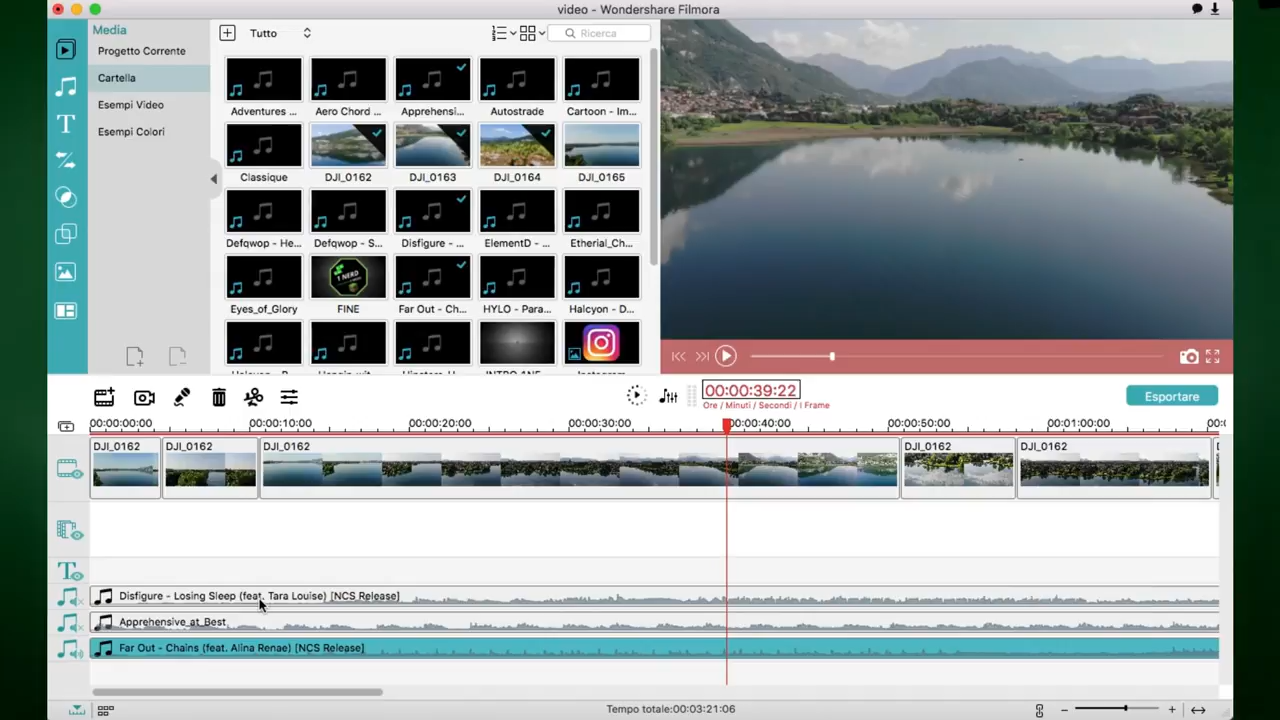 video - Wondershare Filmora
Media
Progetto Corrente
Cartella
Esempi Video
Esempi Colori
Tutto
Ricerca
Adventures ...
Aero Chord ...
Apprehensi...
Autostrade
Cartoon - Im...
Classique
DJI_0162
DJI_0163
DJI_0164
DJI_0165
Defqwop - He...
Defqwop - S...
Disfigure - ...
ElementD - ...
Etherial_Ch...
Eyes_of_Glory
1 NERD
FINE
Far Out - Ch...
HYLO - Para...
Halcyon - D...
00:00:39:22
Ore / Minuti / Secondi / I Frame
Esportare
00:00:00:00
00:00:10:00
00:00:20:00
00:00:30:00
00:00:40:00
00:00:50:00
00:01:00:00
DJI_0162
DJI_0162
DJI_0162
DJI_0162
DJI_0162
Disfigure - Losing Sleep (feat. Tara Louise) [NCS Release]
Apprehensive_at_Best
Far Out - Chains (feat. Alina Renae) [NCS Release]
Tempo totale:00:03:21:06